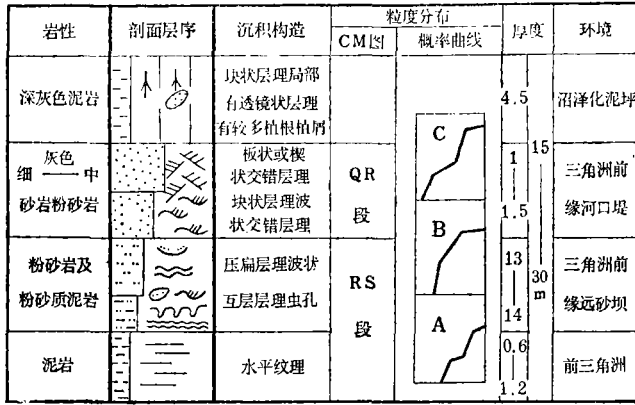 岩性 剖面层序 沉积构造 粒度分布 厚度 环境
CM图 概率曲线
深灰色泥岩 块状层理局部 有透镜状层理 有较多植根植屑 4.5 沼泽化泥坪
灰色
细——中
砂岩粉砂岩
板状或楔
状交错层理
块状层理波
状交错层理
QR
段
C
1
1.5
15
三角洲前
缘河口堤
粉砂岩及
粉砂质泥岩
压扁层理波状
互层层理虫孔
RS
段
B
13
14
30
m
三角洲前
缘远砂坝
泥岩
水平纹理
A
0.6
1.2
前三角洲